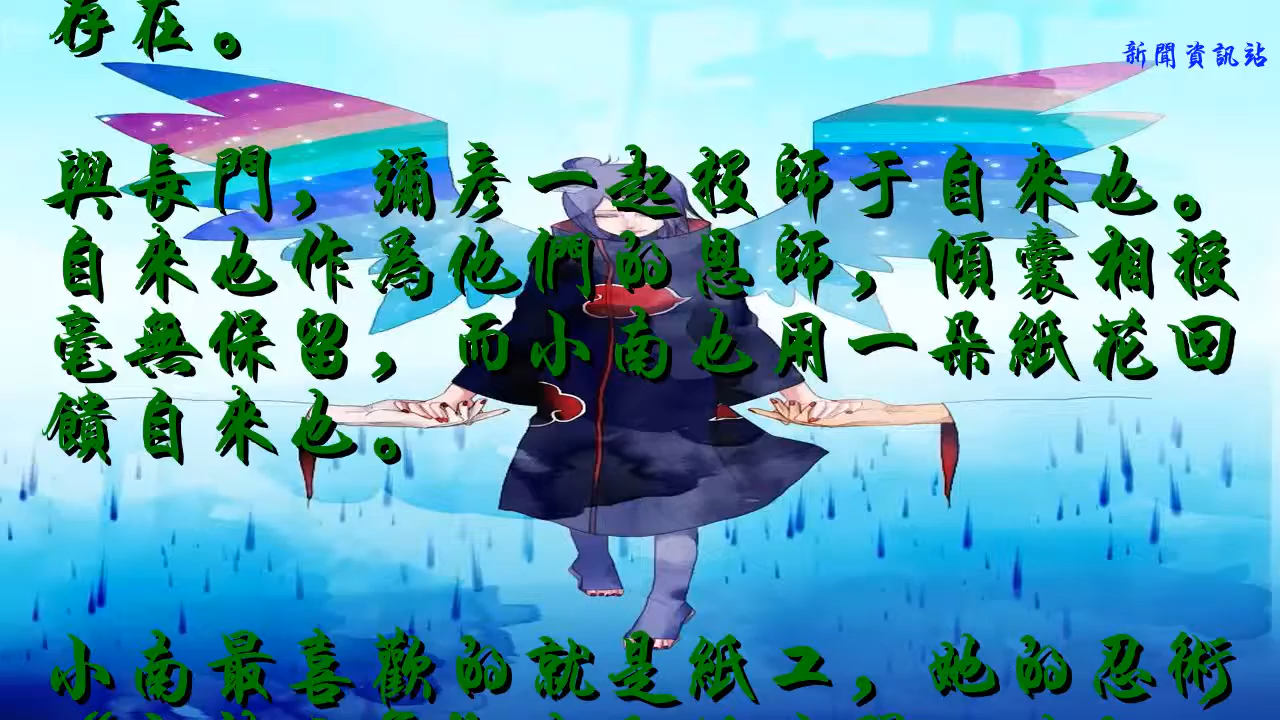 存在。
新聞資訊站
與長門，彌彦一起投師于自來也。
自來也作為他們的恩師，傾囊相授
毫無保留，而小南也用一朵紙花回
饋自來也。
小南最喜歡的就是紙工，她的忍術